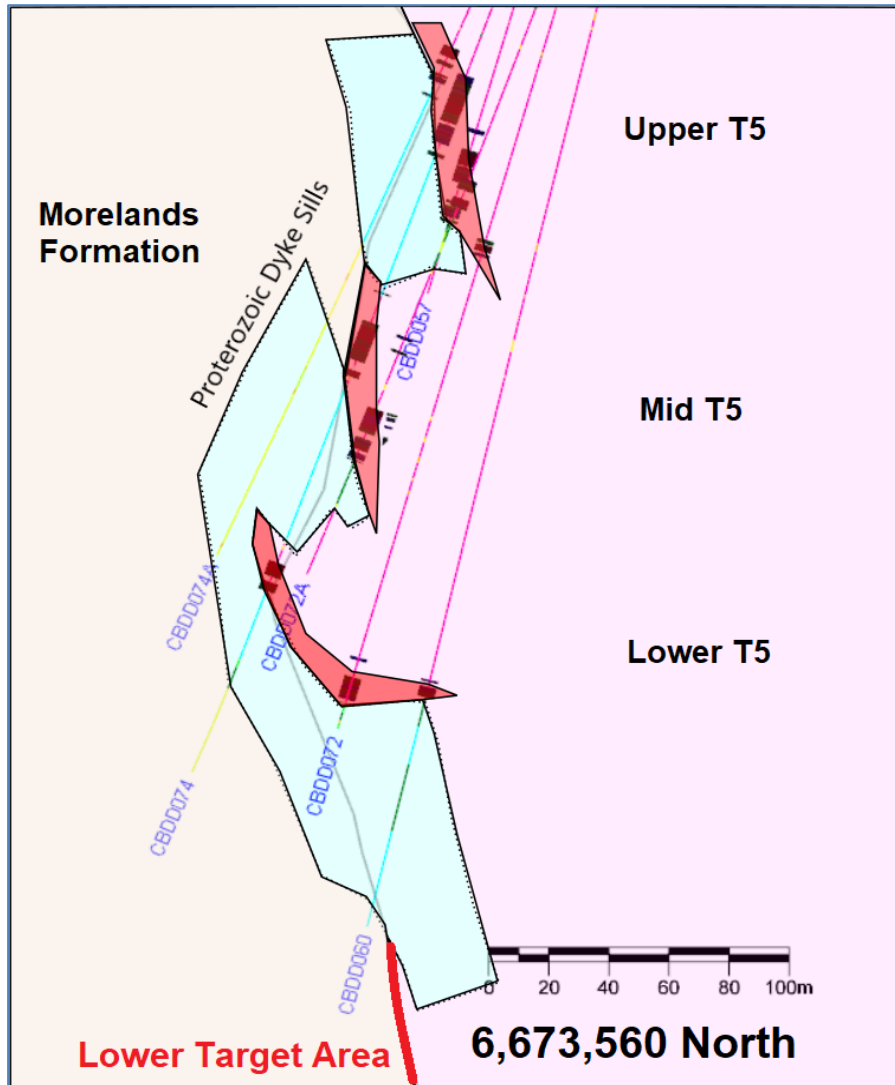 Upper T5
Morelands
Formation
Proterozoic Dyke Sills
CBDD057
Mid T5
CBDD074A
CBDD072A
Lower T5
CBDD072
CBDD074
CBDD060
0 20 40 60 80 100m
Lower Target Area
6,673,560 North